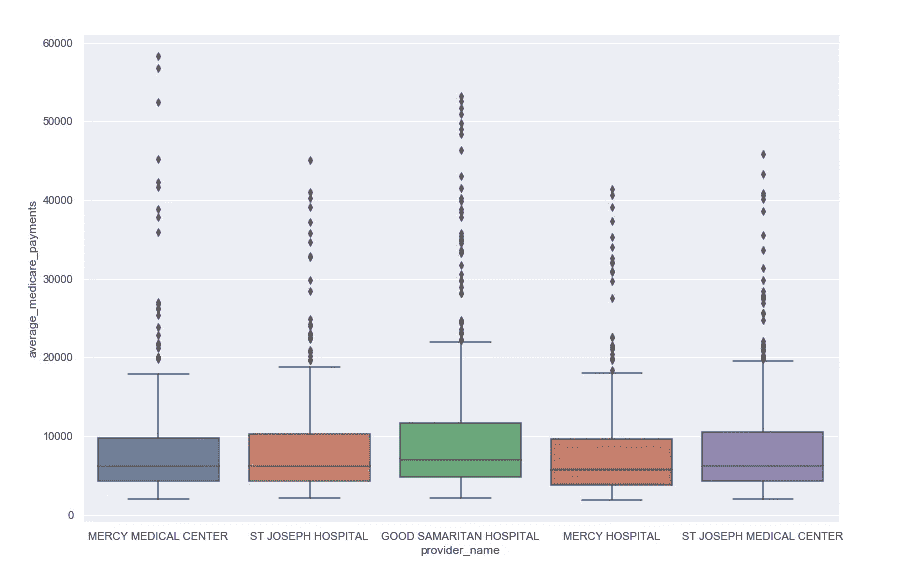 60000
50000
40000
30000
20000
10000
0
average_medicare_payments
MERCY MEDICAL CENTER ST JOSEPH HOSPITAL GOOD SAMARITAN HOSPITAL MERCY HOSPITAL ST JOSEPH MEDICAL CENTER
provider_name